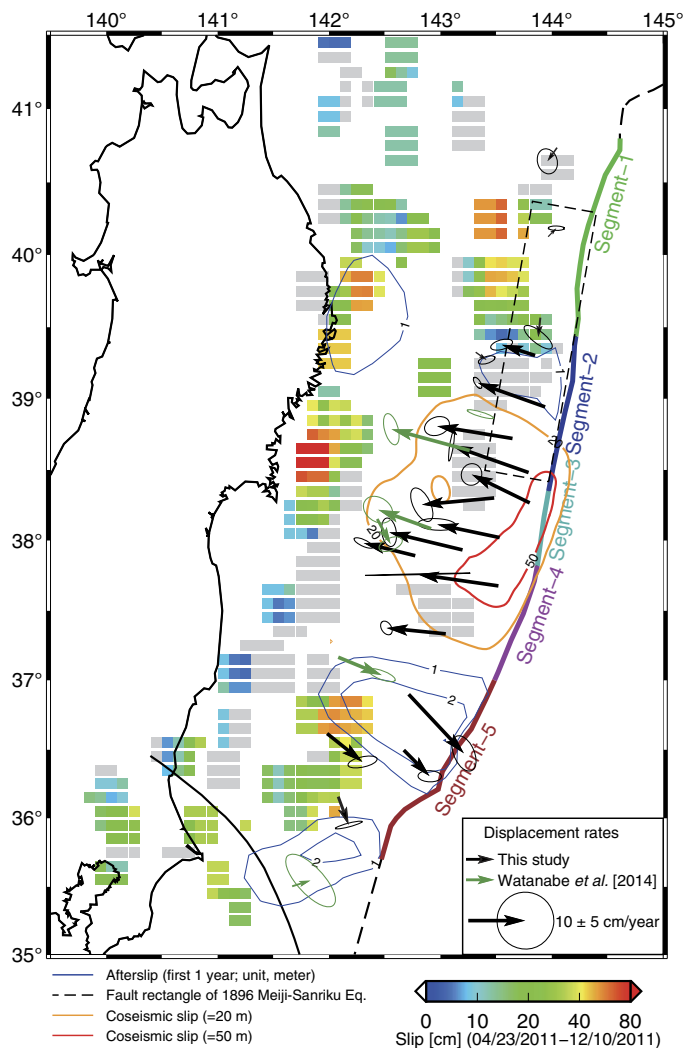 140° 141° 142° 143° 144° 145°
41°
40°
39°
38°
37°
36°
35°
Segment-1
Segment-2
Segment-3
Segment-4
Segment-5
1
1
20
20
50
1
2
2
1
Displacement rates
This study
Watanabe et al. [2014]
10 ± 5 cm/year
Afterslip (first 1 year; unit, meter)
Fault rectangle of 1896 Meiji-Sanriku Eq.
Coseismic slip (=20 m)
Coseismic slip (=50 m)
0 20 40 80
Slip [cm] (04/23/2011–12/10/2011)